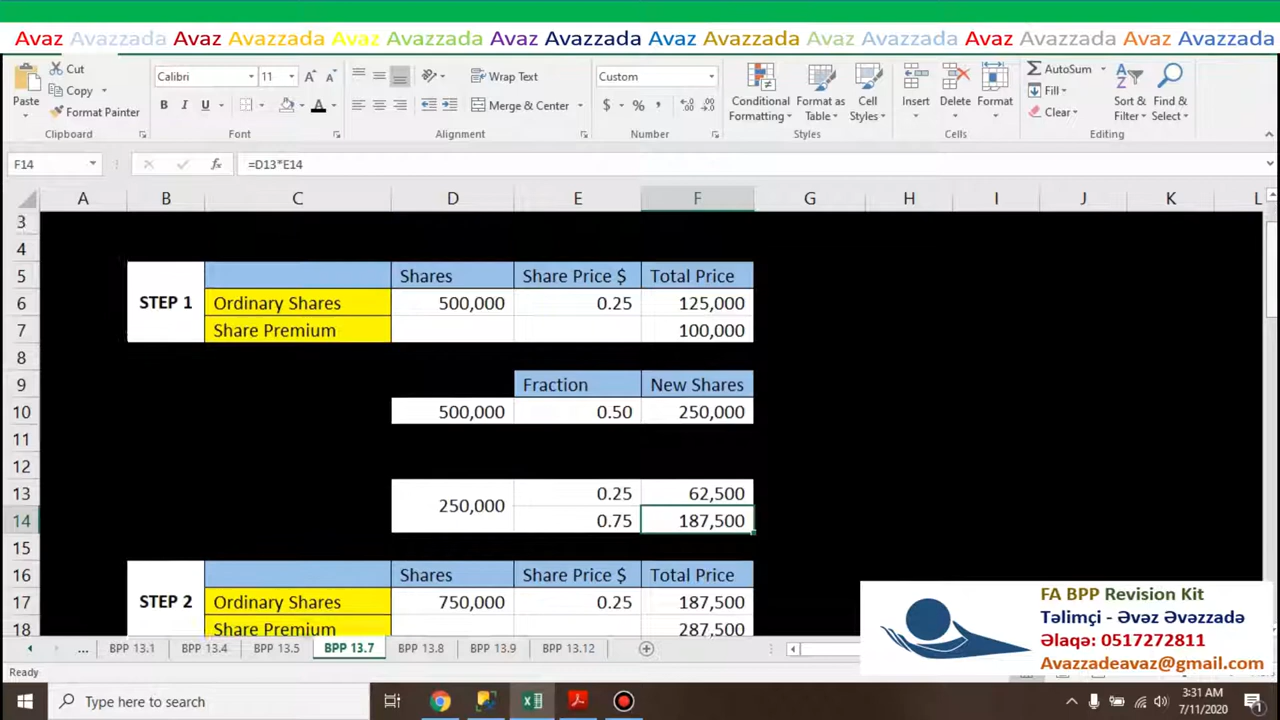 Avaz Avazzada Avaz Avazzada Avaz Avazzada Avaz Avazzada Avaz Avazzada Avaz Avazzada Avaz Avazzada Avaz Avazzada
Cut
Copy
Format Painter
Paste
Clipboard
Calibri 11
B I U
Font
Wrap Text
Merge & Center
Alignment
Custom
$ % ,
Number
Conditional Formatting
Format as Table
Cell Styles
Styles
Insert
Delete
Format
Cells
AutoSum
Fill
Clear
Sort & Filter
Find & Select
Editing
F14 fx =D13*E14
A B C D E F G H I J K L
3
4
5 STEP 1 Shares Share Price $ Total Price
6 Ordinary Shares 500,000 0.25 125,000
7 Share Premium 100,000
8
9 Fraction New Shares
10 500,000 0.50 250,000
11
12
13 250,000 0.25 62,500
14 0.75 187,500
15
16 STEP 2 Shares Share Price $ Total Price
17 Ordinary Shares 750,000 0.25 187,500
18 Share Premium 287,500
FA BPP Revision Kit
Təlimçi - Əvəz Əvəzzadə
Əlaqə: 0517272811
Avazzadeavaz@gmail.com
... BPP 13.1 BPP 13.4 BPP 13.5 BPP 13.7 BPP 13.8 BPP 13.9 BPP 13.12
Ready
Type here to search
3:31 AM
7/11/2020
1